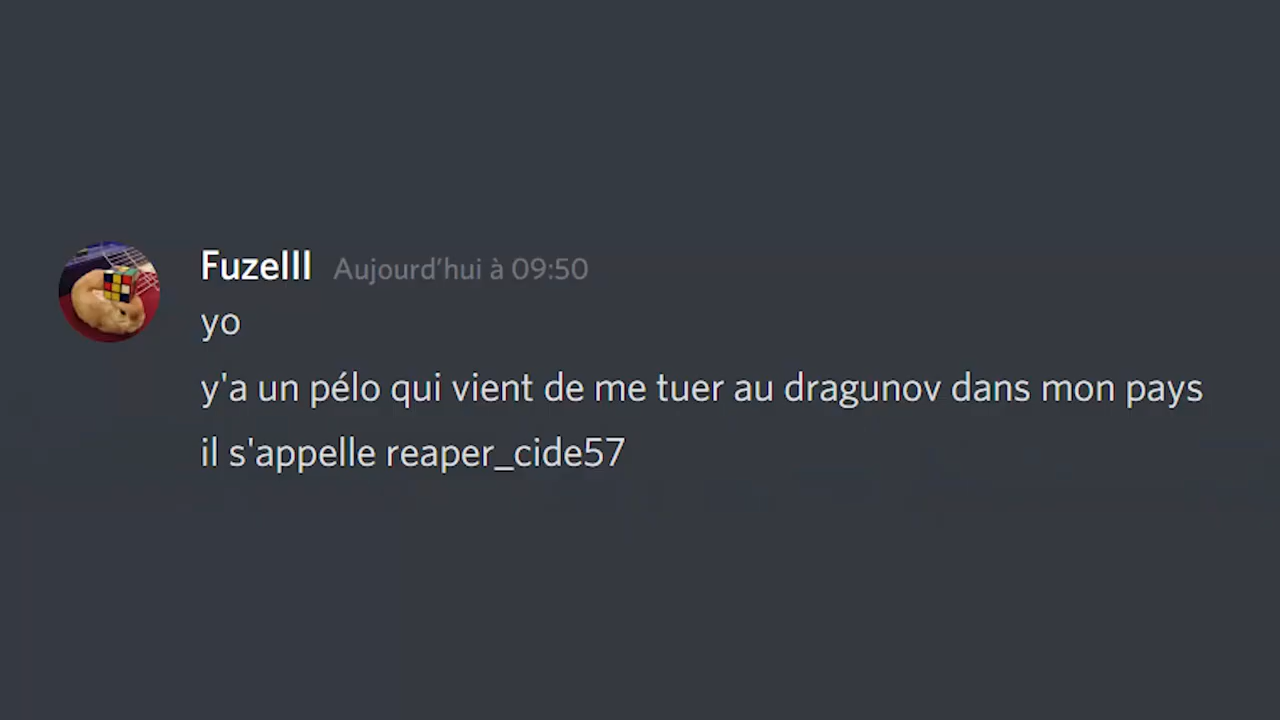 Fuzelll Aujourd'hui à 09:50
yo
y'a un pélo qui vient de me tuer au dragunov dans mon pays
il s'appelle reaper_cide57